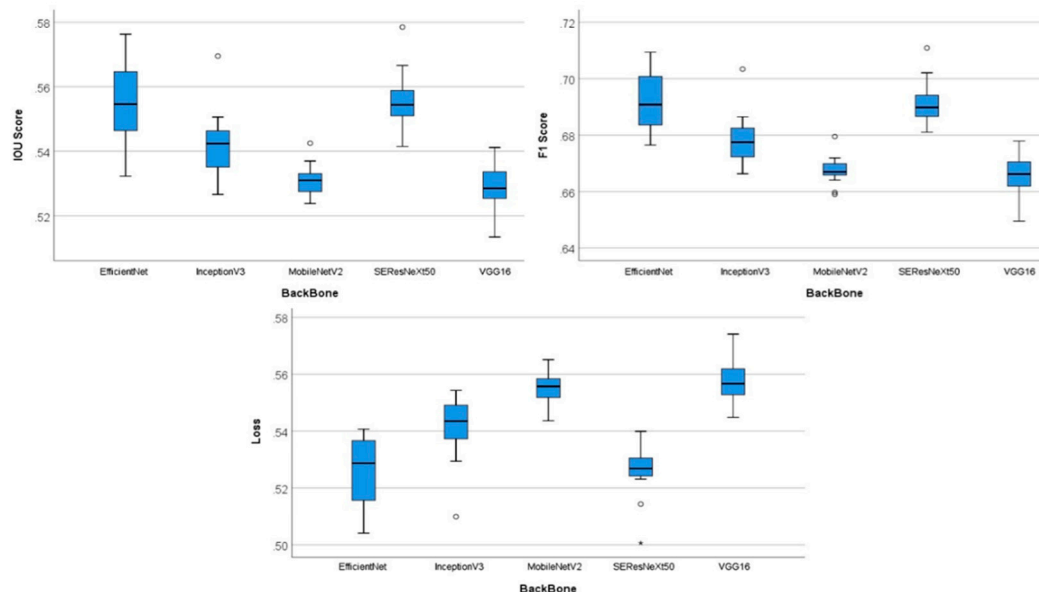 .58
.56
.54
.52
IOU Score
EfficientNet InceptionV3 MobileNetV2 SEResNeXt50 VGG16
BackBone
.72
.70
.68
.66
.64
F1 Score
EfficientNet InceptionV3 MobileNetV2 SEResNeXt50 VGG16
BackBone
.58
.56
.54
.52
.50
Loss
EfficientNet InceptionV3 MobileNetV2 SEResNeXt50 VGG16
BackBone